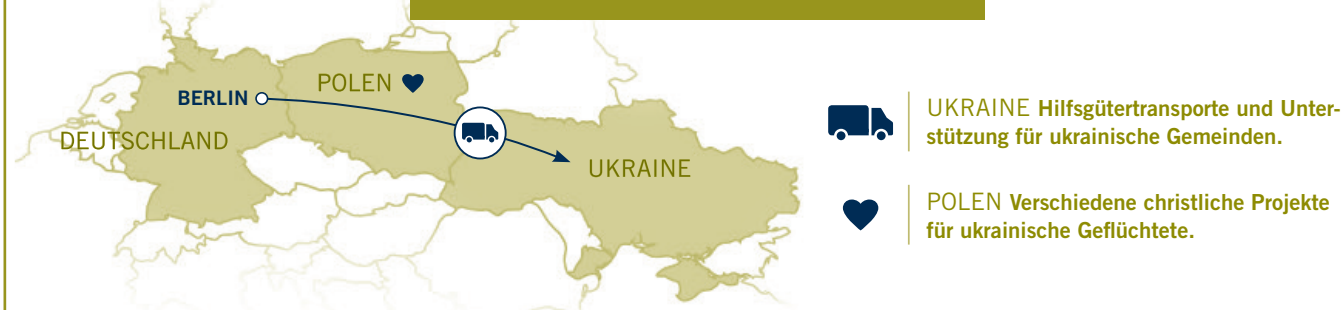 POLEN
BERLIN
DEUTSCHLAND
UKRAINE
UKRAINE Hilfsgütertransporte und Unter-
stützung für ukrainische Gemeinden.
POLEN Verschiedene christliche Projekte
für ukrainische Geflüchtete.